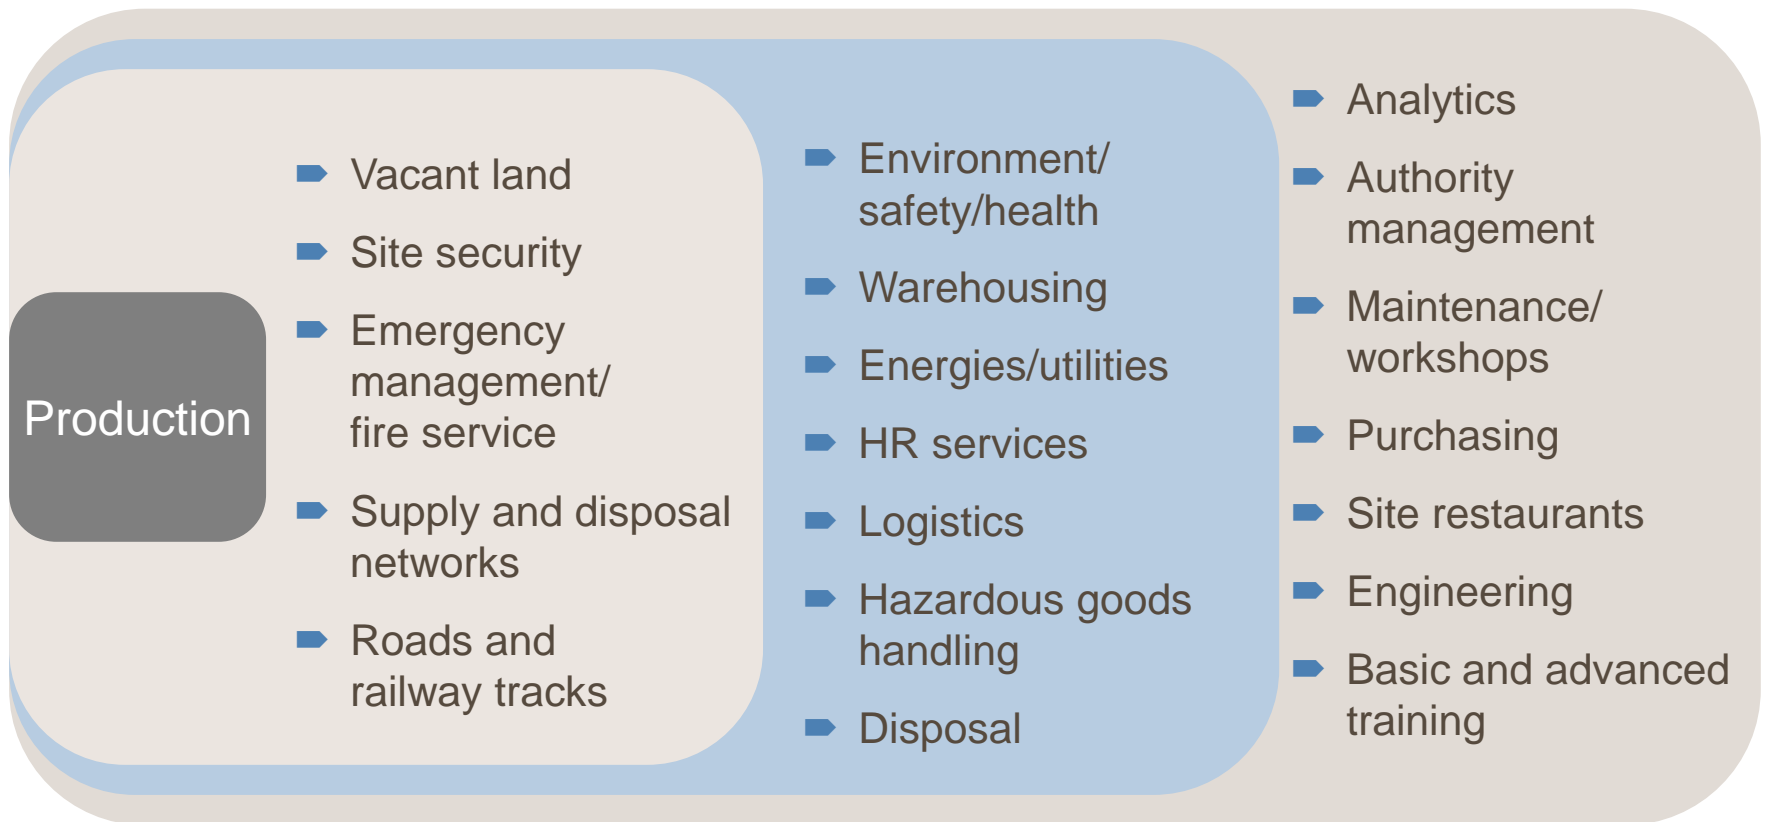 Production
Vacant land
Site security
Emergency
management/
fire service
Supply and disposal
networks
Roads and
railway tracks
Environment/
safety/health
Warehousing
Energies/utilities
HR services
Logistics
Hazardous goods
handling
Disposal
Analytics
Authority
management
Maintenance/
workshops
Purchasing
Site restaurants
Engineering
Basic and advanced
training